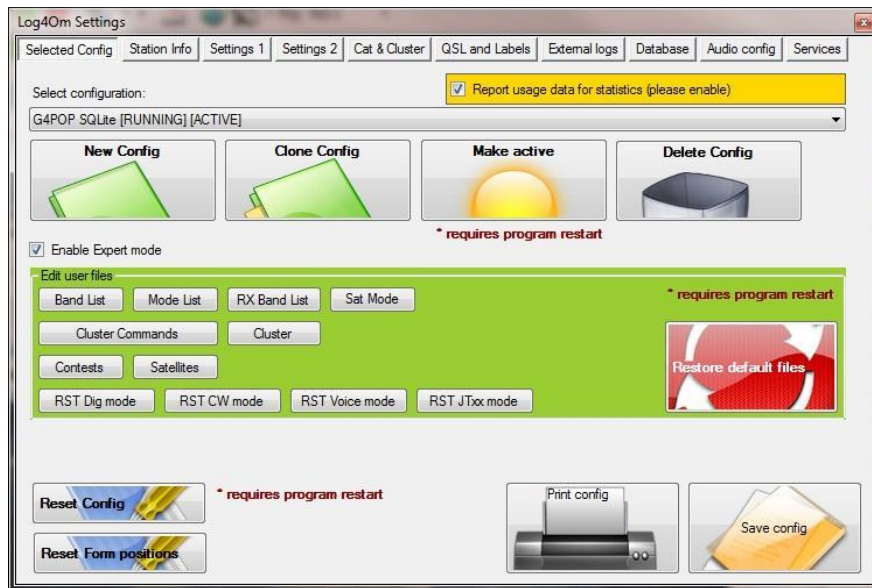 Log4Om Settings
Selected Config Station Info Settings 1 Settings 2 Cat & Cluster QSL and Labels External logs Database Audio config Services
Select configuration:
Report usage data for statistics (please enable)
G4POP SQLite [RUNNING] [ACTIVE]
New Config Clone Config Make active Delete Config
* requires program restart
Enable Expert mode
Edit user files
Band List Mode List RX Band List Sat Mode
* requires program restart
Cluster Commands Cluster
Contests Satellites
Restore default files
RST Dig mode RST CW mode RST Voice mode RST JTxx mode
Reset Config
* requires program restart
Print config
Save config
Reset Form positions